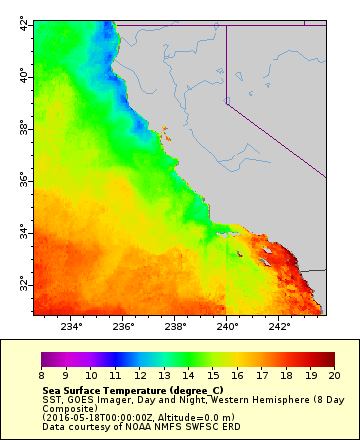 42°
40°
38°
36°
34°
32°
234° 236° 238° 240° 242°
8 9 10 11 12 13 14 15 16 17 18 19 20
Sea Surface Temperature (degree_C)
SST, GOES Imager, Day and Night, Western Hemisphere (8 Day
Composite)
(2016-05-18T00:00:00Z, Altitude=0.0 m)
Data courtesy of NOAA NMFS SWFSC ERD